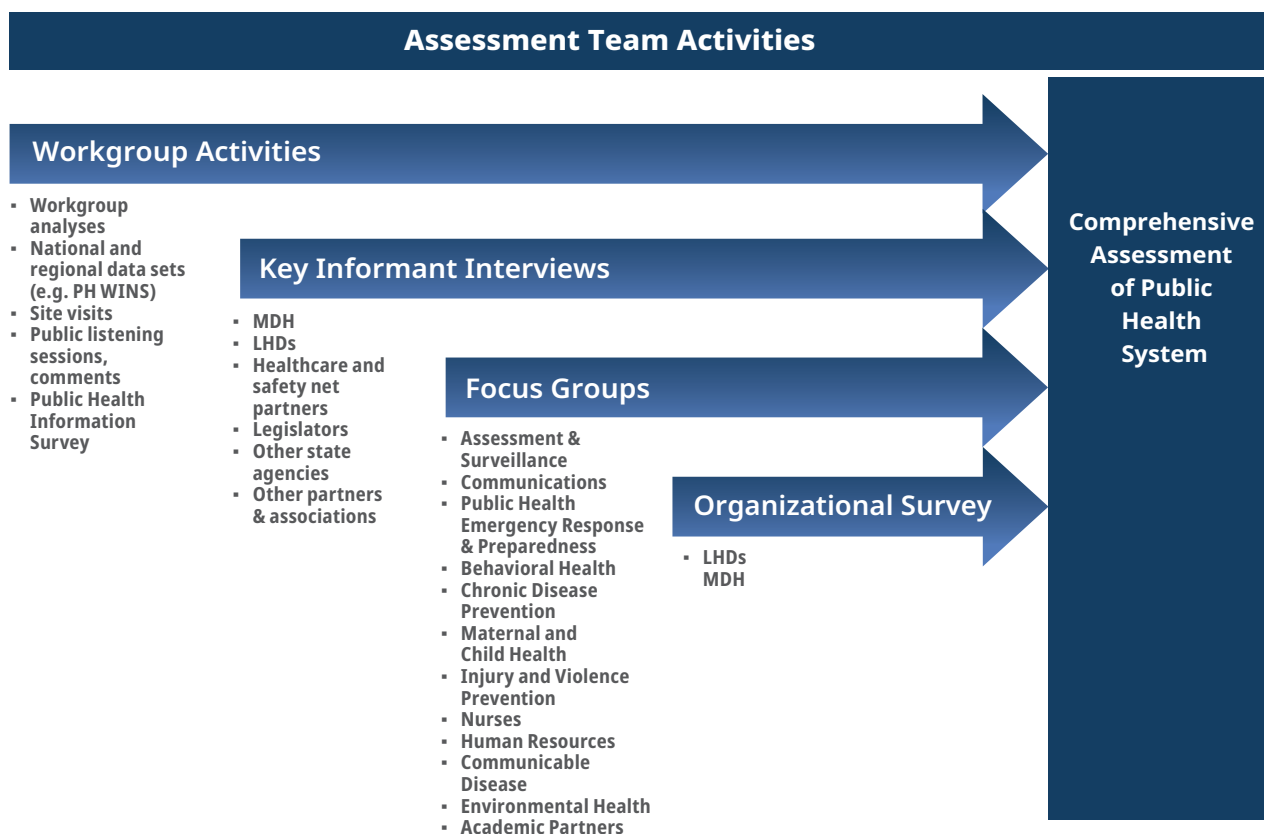 Assessment Team Activities
Workgroup Activities
▪ Workgroup
analyses
▪ National and
regional data sets
(e.g. PH WINS)
▪ Site visits
▪ Public listening
sessions,
comments
▪ Public Health
Information
Survey
Key Informant Interviews
▪ MDH
▪ LHDs
▪ Healthcare and
safety net
partners
▪ Legislators
▪ Other state
agencies
▪ Other partners
& associations
Focus Groups
▪ Assessment &
Surveillance
▪ Communications
▪ Public Health
Emergency Response
& Preparedness
▪ Behavioral Health
▪ Chronic Disease
Prevention
▪ Maternal and
Child Health
▪ Injury and Violence
Prevention
▪ Nurses
▪ Human Resources
▪ Communicable
Disease
▪ Environmental Health
▪ Academic Partners
Organizational Survey
▪ LHDs
MDH
Comprehensive
Assessment
of Public
Health
System